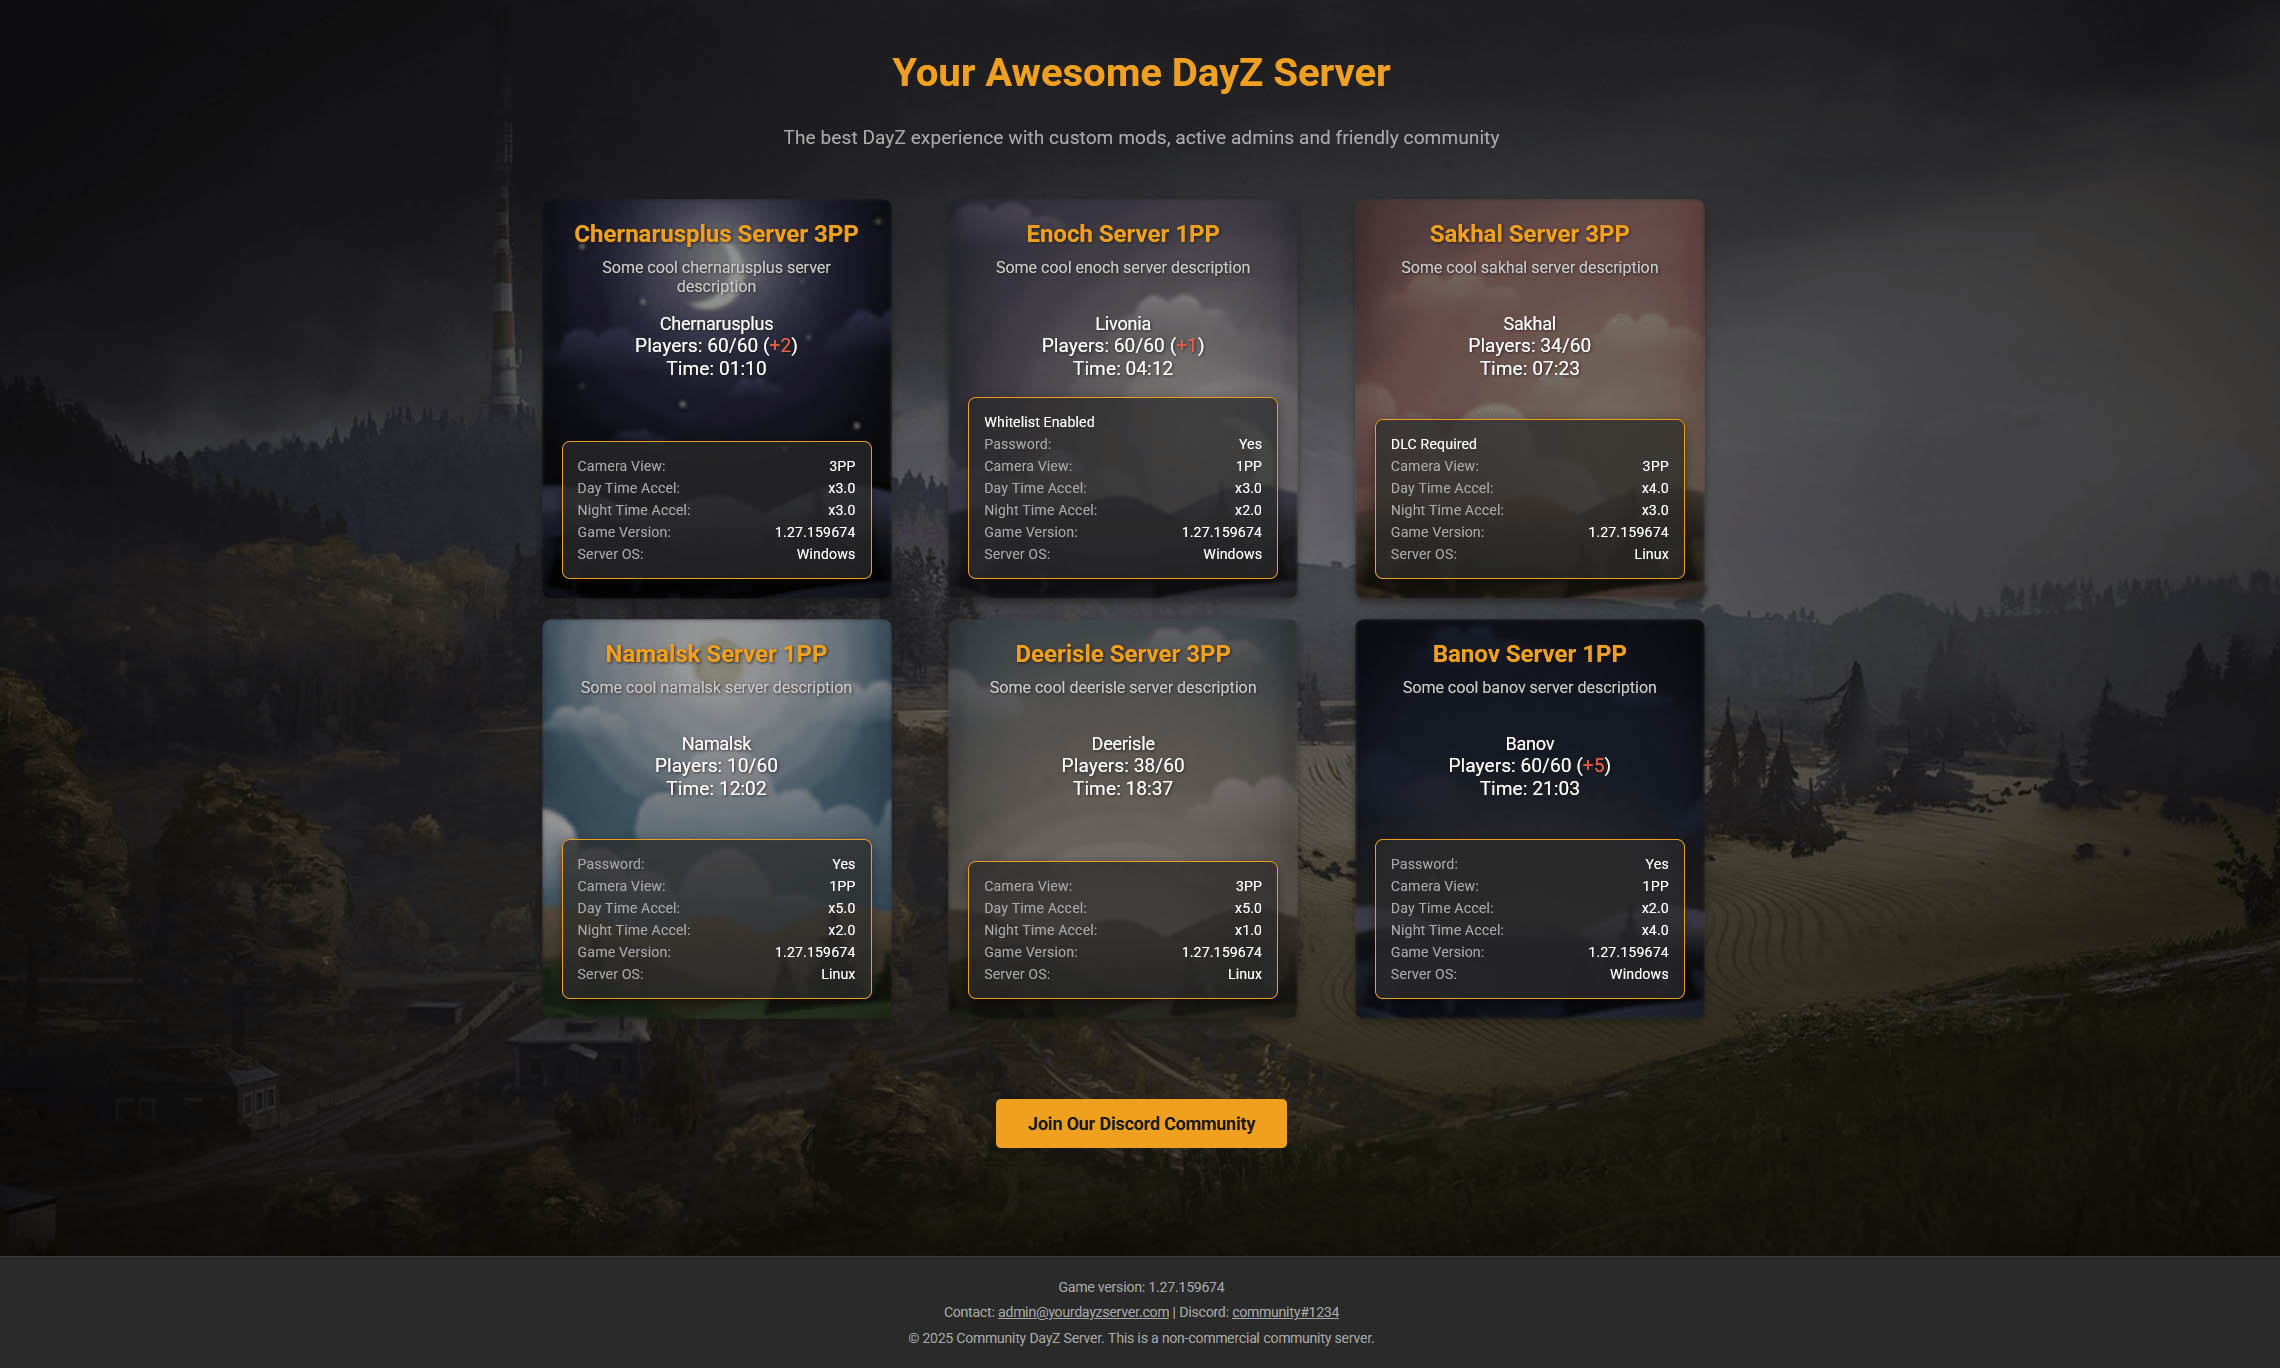 Your Awesome DayZ Server
The best DayZ experience with custom mods, active admins and friendly community
Chernarusplus Server 3PP
Some cool chernarusplus server
description
Chernarusplus
Players: 60/60 (+2)
Time: 01:10
Camera View: 3PP
Day Time Accel: x3.0
Night Time Accel: x3.0
Game Version: 1.27.159674
Server OS: Windows
Enoch Server 1PP
Some cool enoch server description
Livonia
Players: 60/60 (+1)
Time: 04:12
Whitelist Enabled
Password: Yes
Camera View: 1PP
Day Time Accel: x3.0
Night Time Accel: x2.0
Game Version: 1.27.159674
Server OS: Windows
Sakhal Server 3PP
Some cool sakhal server description
Sakhal
Players: 34/60
Time: 07:23
DLC Required
Camera View: 3PP
Day Time Accel: x4.0
Night Time Accel: x3.0
Game Version: 1.27.159674
Server OS: Linux
Namalsk Server 1PP
Some cool namalsk server description
Namalsk
Players: 10/60
Time: 12:02
Password: Yes
Camera View: 1PP
Day Time Accel: x5.0
Night Time Accel: x2.0
Game Version: 1.27.159674
Server OS: Linux
Deerisle Server 3PP
Some cool deerisle server description
Deerisle
Players: 38/60
Time: 18:37
Camera View: 3PP
Day Time Accel: x5.0
Night Time Accel: x1.0
Game Version: 1.27.159674
Server OS: Linux
Banov Server 1PP
Some cool banov server description
Banov
Players: 60/60 (+5)
Time: 21:03
Password: Yes
Camera View: 1PP
Day Time Accel: x2.0
Night Time Accel: x4.0
Game Version: 1.27.159674
Server OS: Windows
Join Our Discord Community
Game version: 1.27.159674
Contact: admin@yourdayzserver.com | Discord: community#1234
© 2025 Community DayZ Server. This is a non-commercial community server.